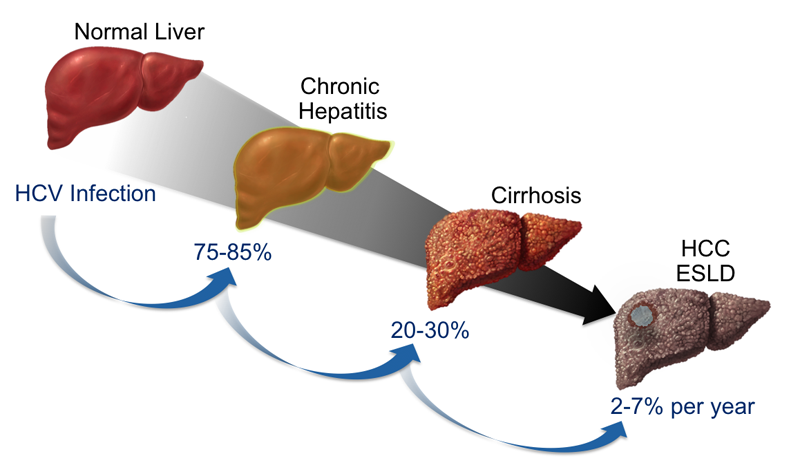 Normal Liver
Chronic
Hepatitis
HCV Infection
Cirrhosis
75-85%
HCC
ESLD
20-30%
2-7% per year